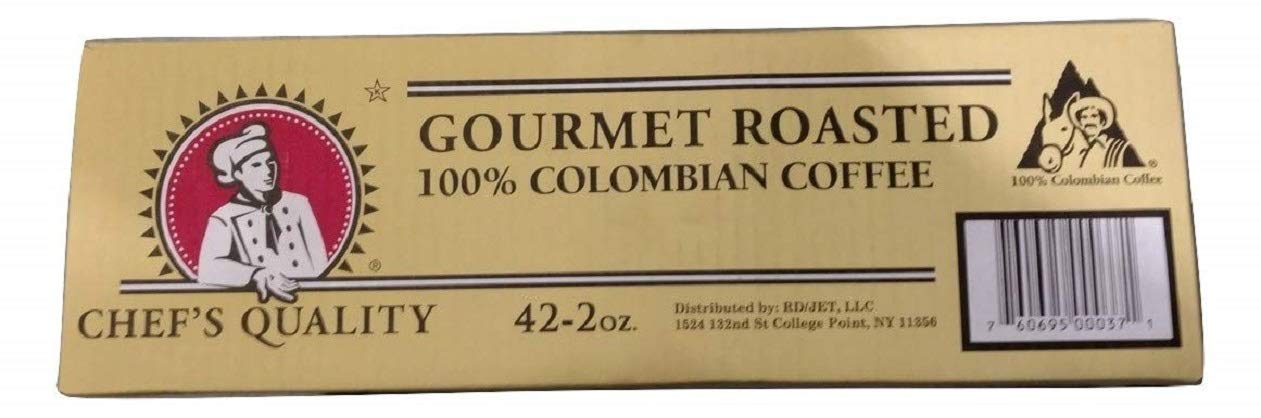 GOURMET ROASTED
100% COLOMBIAN COFFEE
100% Colombian Coffee
®
K
®
CHEF'S QUALITY
42-2OZ.
Distributed by: RD/JET, LLC
1524 132nd St College Point, NY 11356
7 60695 00037 1